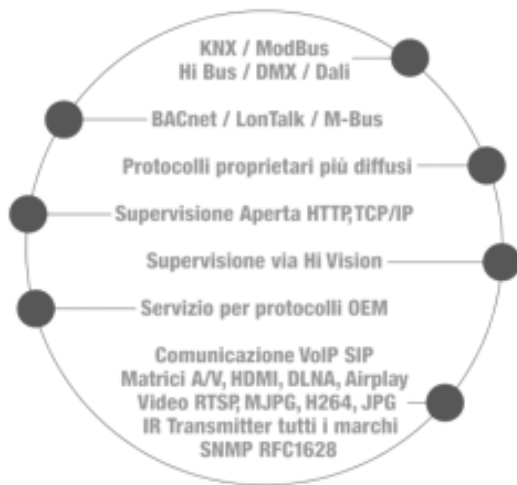 KNX / ModBus
Hi Bus / DMX / Dali
BACnet / LonTalk / M-Bus
Protocolli proprietari più diffusi
Supervisione Aperta HTTP,TCP/IP
Supervisione via Hi Vision
Servizio per protocolli OEM
Comunicazione VoIP SIP
Matrici A/V, HDMI, DLNA, Airplay
Video RTSP, MJPG, H264, JPG
IR Transmitter tutti i marchi
SNMP RFC1628